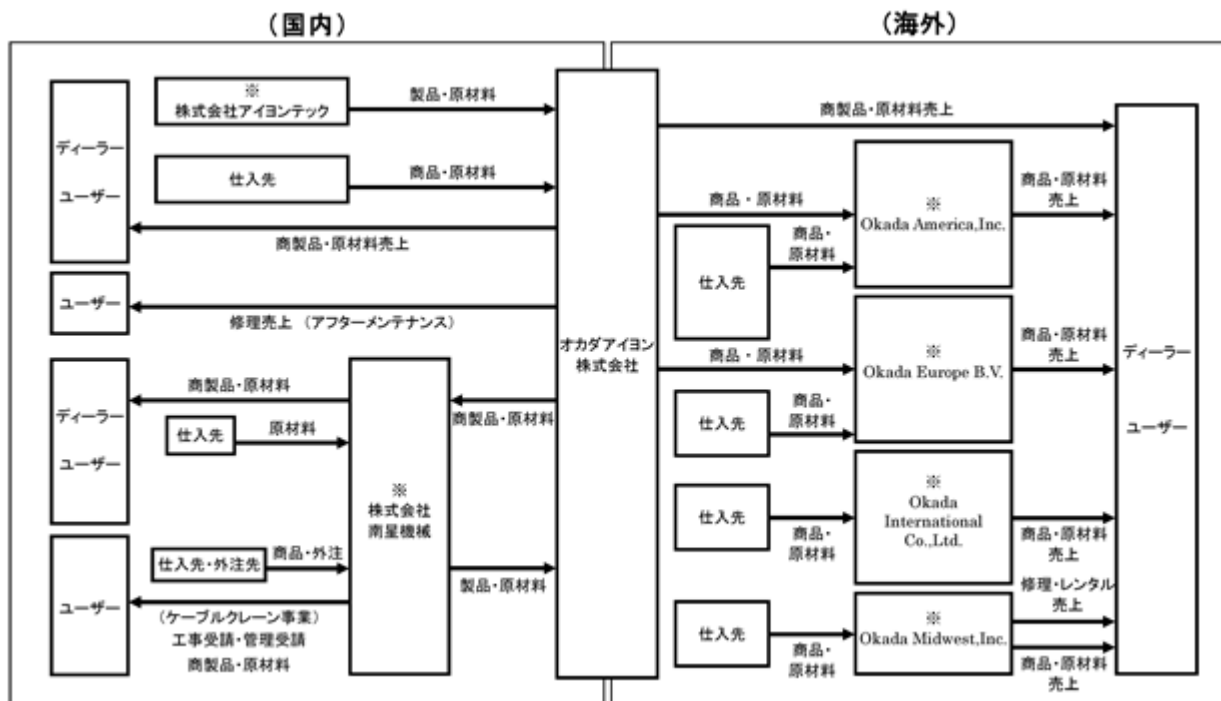 （国内）
（海外）
※
株式会社アイヨンテック
製品・原材料
ディーラー
ユーザー
仕入先
商品・原材料
商製品・原材料売上
ユーザー
修理売上　（アフターメンテナンス）
ディーラー
ユーザー
商製品・原材料
仕入先
原材料
※
株式会社
南星機械
商製品・原材料
ユーザー
仕入先・外注先
商品・外注
（ケーブルクレーン事業）
工事受請・管理受請
商製品・原材料
製品・原材料
オカダアイヨン
株式会社
商製品・原材料売上
商品・原材料
※
Okada America,Inc.
商品・原材料
売上
仕入先
商品・
原材料
商品・原材料
※
Okada Europe B.V.
商品・原材料
売上
仕入先
商品・
原材料
仕入先
商品・
原材料
※
Okada
International
Co.,Ltd.
商品・原材料
売上
仕入先
商品・
原材料
※
Okada Midwest,Inc.
修理・レンタル
売上
商品・原材料
売上
ディーラー
ユーザー